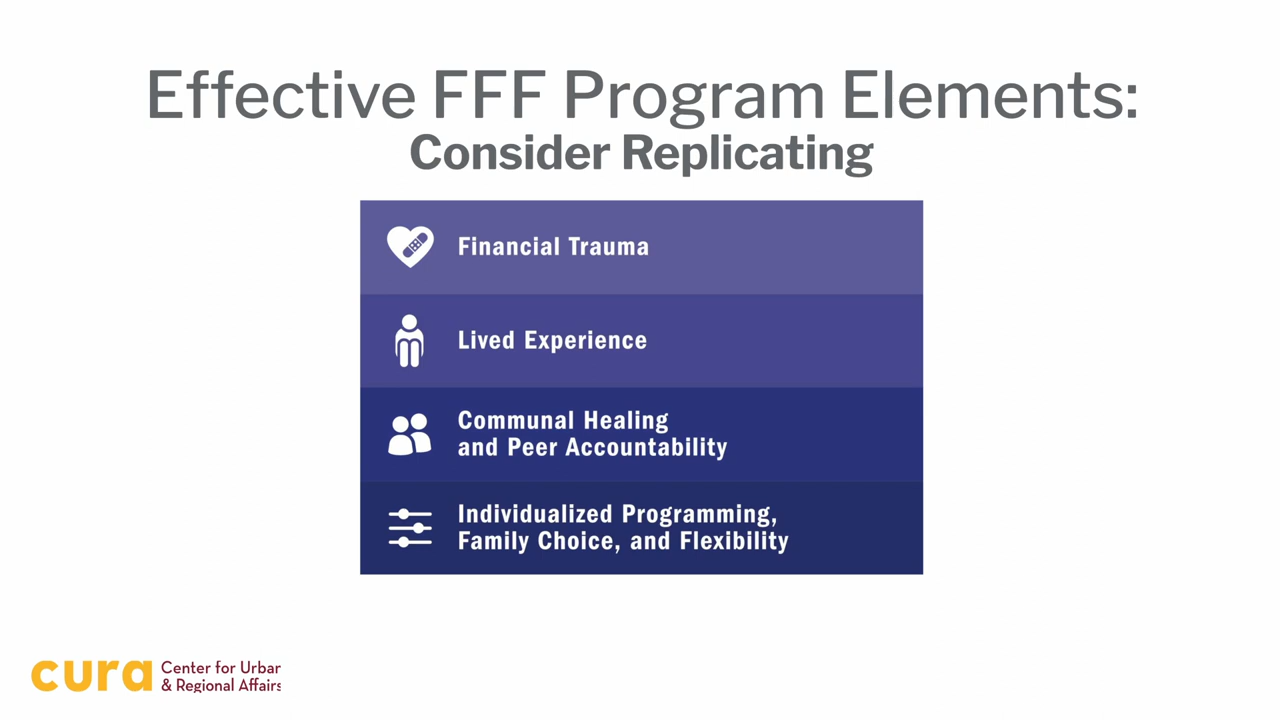 Effective FFF Program Elements:
Consider Replicating
Financial Trauma
Lived Experience
Communal Healing
and Peer Accountability
Individualized Programming,
Family Choice, and Flexibility
cura
Center for Urban
& Regional Affairs